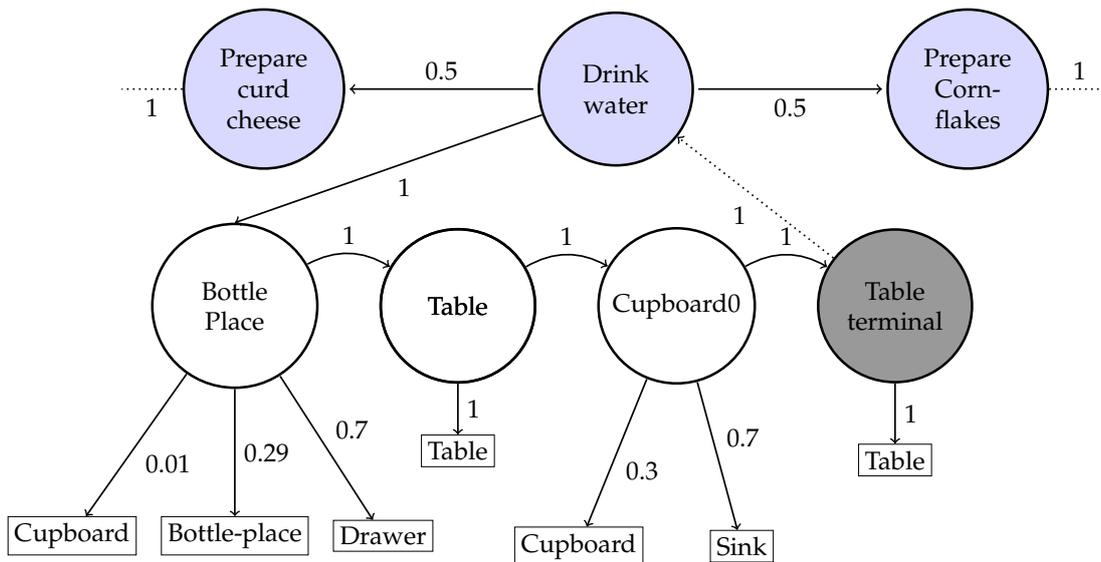 Prepare
curd
cheese
Drink
water
Prepare
Corn-
flakes
0.5
0.5
1
1
1
1
Bottle
Place
1
Table
1
Cupboard0
1
Table
terminal
0.01
0.29
0.7
1
Table
0.3
0.7
1
Table
Cupboard
Bottle-place
Drawer
Cupboard
Sink